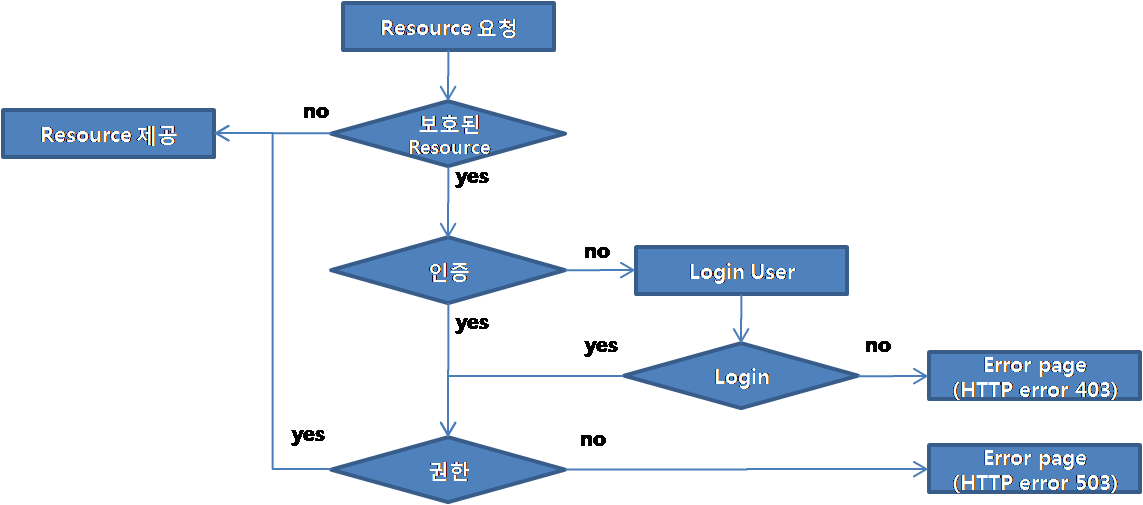 Resource 요청
no
Resource 제공
보호된
Resource
yes
no
인증
Login User
yes
yes
no
Login
Error page
(HTTP error 403)
yes
no
권한
Error page
(HTTP error 503)